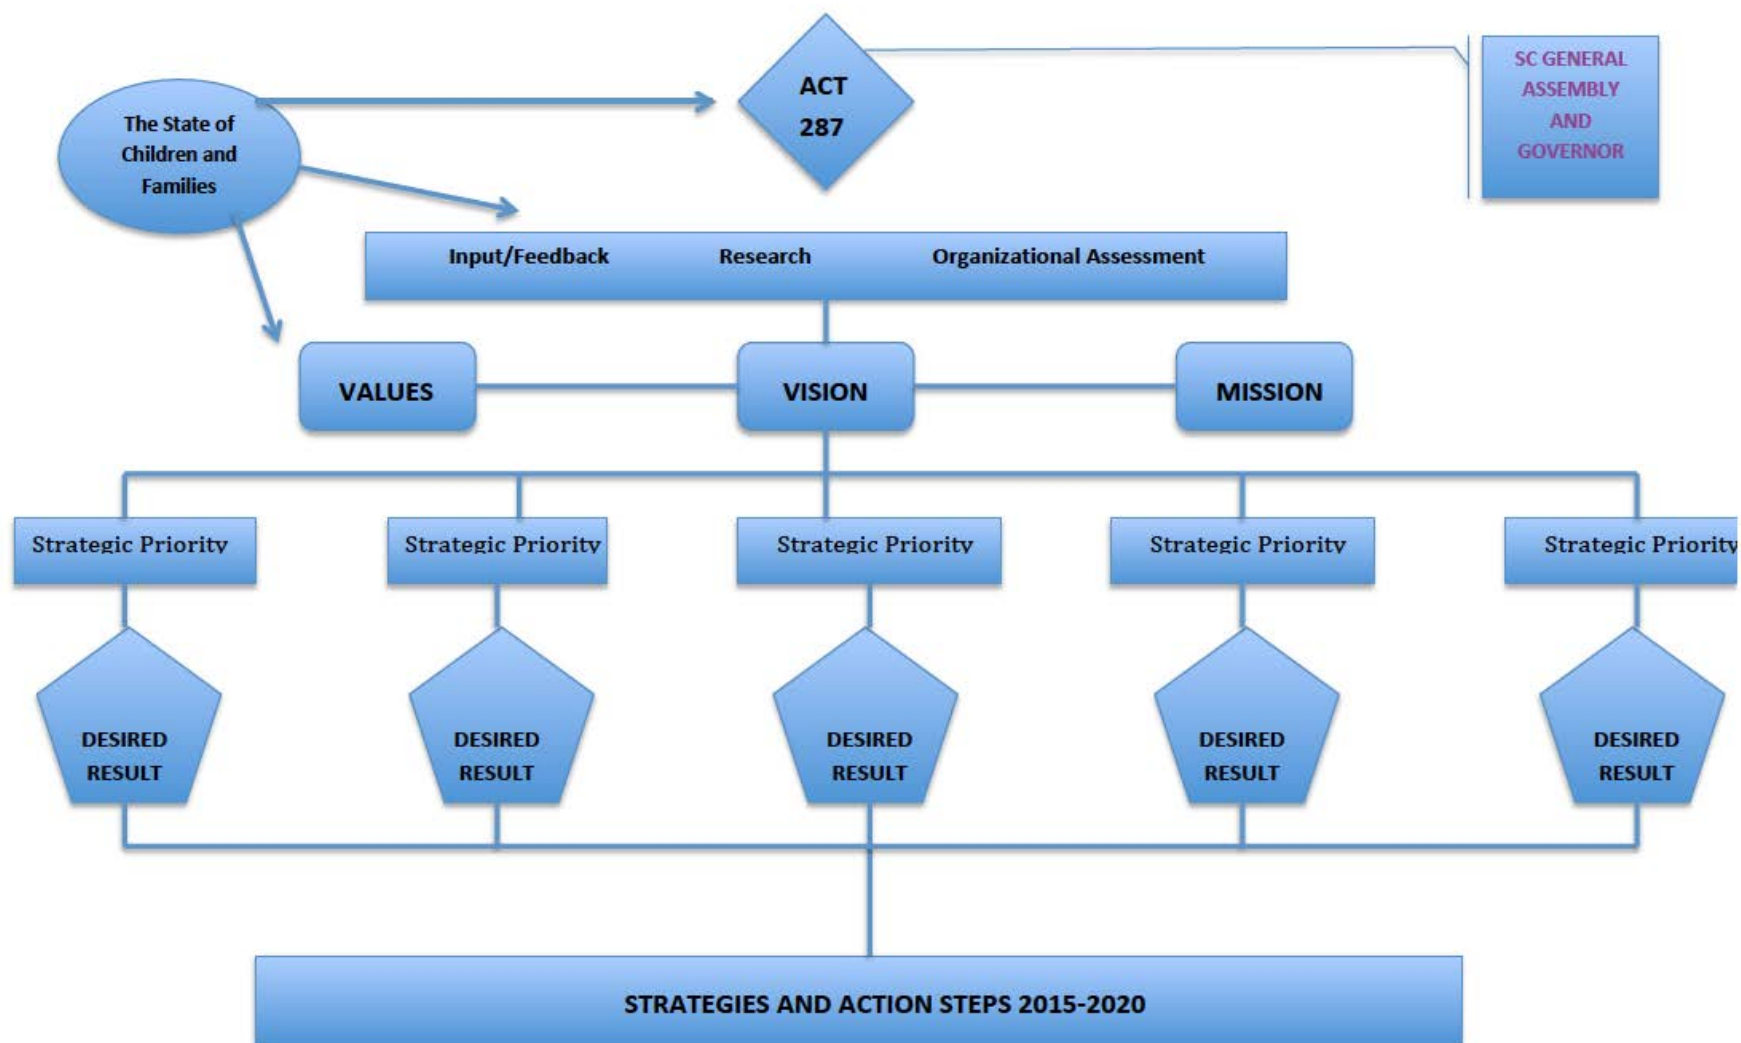 ACT
287
SC GENERAL
ASSEMBLY
AND
GOVERNOR
The State of
Children and
Families
Input/Feedback Research Organizational Assessment
VALUES VISION MISSION
Strategic Priority Strategic Priority Strategic Priority Strategic Priority Strategic Priority
DESIRED
RESULT
DESIRED
RESULT
DESIRED
RESULT
DESIRED
RESULT
DESIRED
RESULT
STRATEGIES AND ACTION STEPS 2015-2020